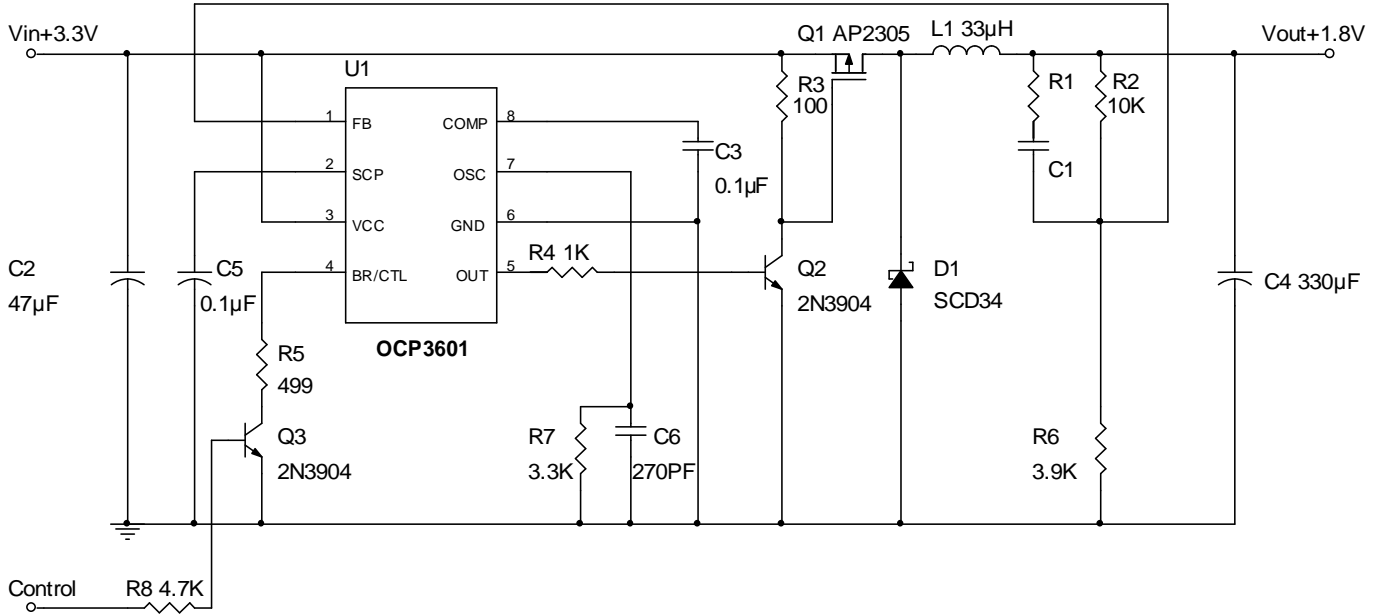 Vin+3.3V
Q1 AP2305
L1 33µH
Vout+1.8V
U1
R3
100
R1
R2
10K
1
FB
COMP
8
2
SCP
OSC
7
C3
0.1µF
C1
3
VCC
GND
6
4
BR/CTL
OUT
5
R4 1K
C2
47µF
C5
0.1µF
Q2
2N3904
D1
SCD34
C4 330µF
OCP3601
R5
499
Q3
2N3904
R7
3.3K
C6
270PF
R6
3.9K
Control
R8 4.7K